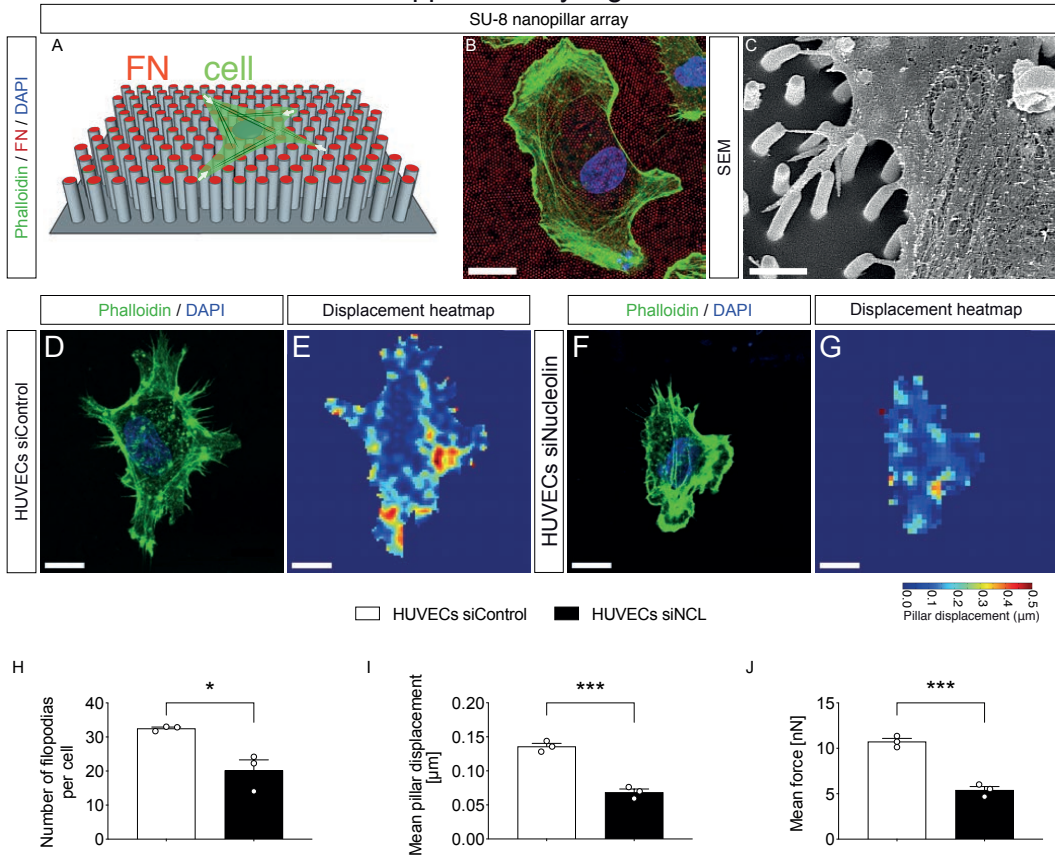 SU-8 nanopillar array
Phalloidin / FN / DAPI
A
FN
cell
B
SEM
C
Phalloidin / DAPI
Displacement heatmap
Phalloidin / DAPI
Displacement heatmap
HUVECs siControl
D
E
HUVECs siNucleolin
F
G
HUVECs siControl
HUVECs siNCL
0.0
0.1
0.2
0.3
0.4
0.5
Pillar displacement (µm)
H
Number of filopodias
per cell
40
30
20
10
0
*
I
Mean pillar displacement
[µm]
0.20
0.15
0.10
0.05
0.00
***
J
Mean force [nN]
15
10
5
0
***